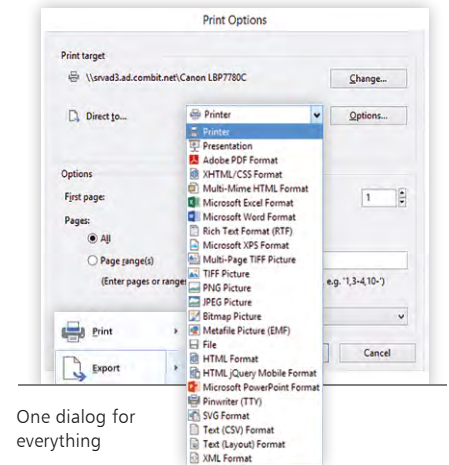 Print Options
Print target
\\srvad3.ad.combit.net\Canon LBP7780C
Change...
Direct to...
Printer
Options...
Printer
Presentation
Adobe PDF Format
XHTML/CSS Format
Multi-Mime HTML Format
Microsoft Excel Format
Microsoft Word Format
Rich Text Format (RTF)
Microsoft XPS Format
Multi-Page TIFF Picture
TIFF Picture
PNG Picture
JPEG Picture
Bitmap Picture
Metafile Picture (EMF)
File
HTML Format
HTML jQuery Mobile Format
Microsoft PowerPoint Format
Pinwriter (TTY)
SVG Format
Text (CSV) Format
Text (Layout) Format
XML Format
Options
First page:
1
Pages:
All
Page range(s)
(Enter pages or range
e.g. '1,3-4,10-')
Print
Export
Cancel
One dialog for
everything